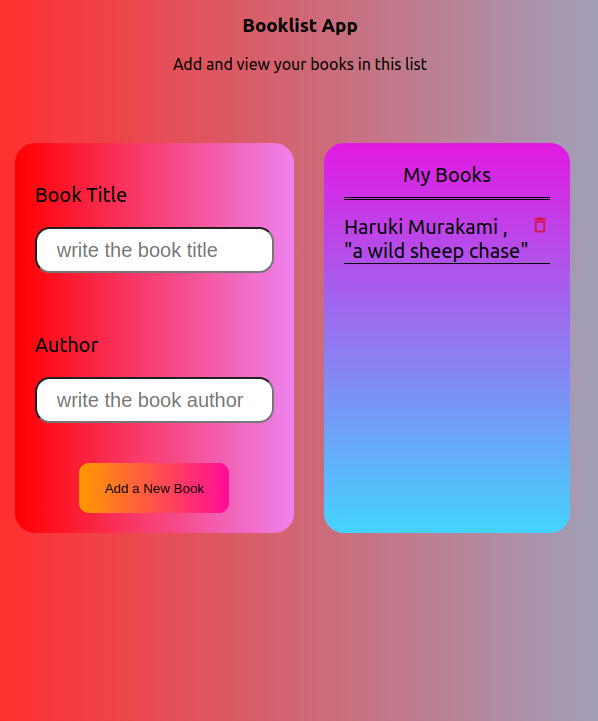 Booklist App
Add and view your books in this list
Book Title
write the book title
Author
write the book author
Add a New Book
My Books
Haruki Murakami ,
"a wild sheep chase"